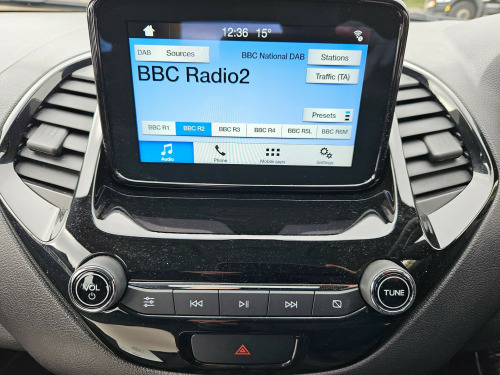 12:36 15°
DAB Sources BBC National DAB Stations
BBC Radio2
Traffic (TA)
Presets
BBC R1 BBC R2 BBC R3 BBC R4 BBC R5L BBC R6M
Audio Phone Mobile Apps Settings
VOL
TUNE